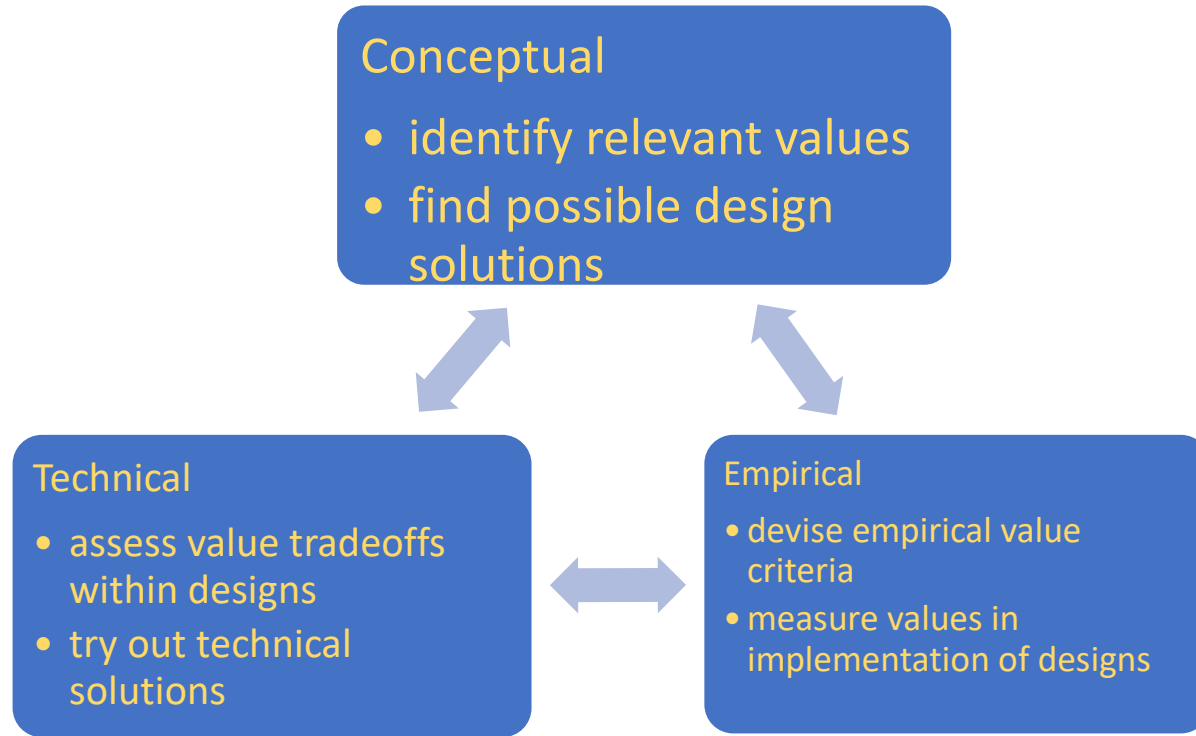 Conceptual
• identify relevant values
• find possible design
solutions
Technical
• assess value tradeoffs
within designs
• try out technical
solutions
Empirical
• devise empirical value
criteria
• measure values in
implementation of designs